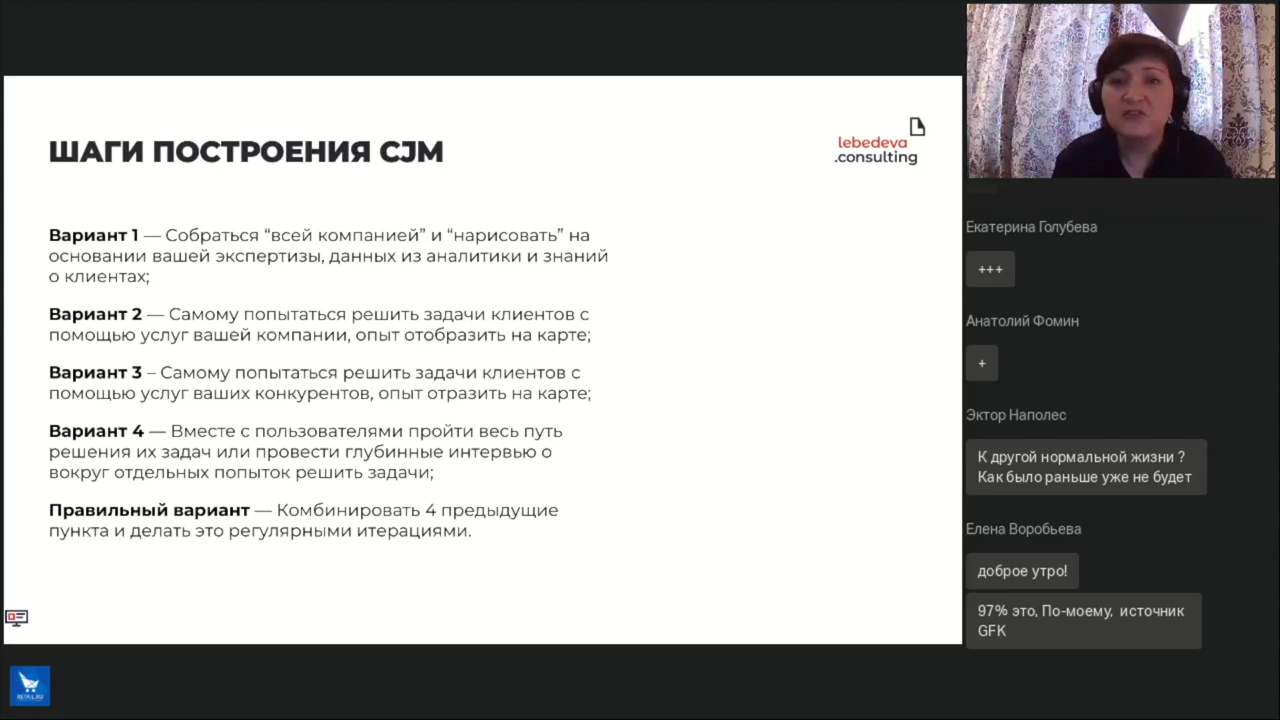 ШАГИ ПОСТРОЕНИЯ CJM
lebedeva
.consulting
Вариант 1 — Собраться “всей компанией” и “нарисовать” на
основании вашей экспертизы, данных из аналитики и знаний
о клиентах;
Вариант 2 — Самому попытаться решить задачи клиентов с
помощью услуг вашей компании, опыт отобразить на карте;
Вариант 3 – Самому попытаться решить задачи клиентов с
помощью услуг ваших конкурентов, опыт отразить на карте;
Вариант 4 — Вместе с пользователями пройти весь путь
решения их задач или провести глубинные интервью о
вокруг отдельных попыток решить задачи;
Правильный вариант — Комбинировать 4 предыдущие
пункта и делать это регулярными итерациями.
RETAIL.RU
Екатерина Голубева
+++
Анатолий Фомин
+
Эктор Наполес
К другой нормальной жизни ?
Как было раньше уже не будет
Елена Воробьева
доброе утро!
97% это, По-моему, источник
GFK